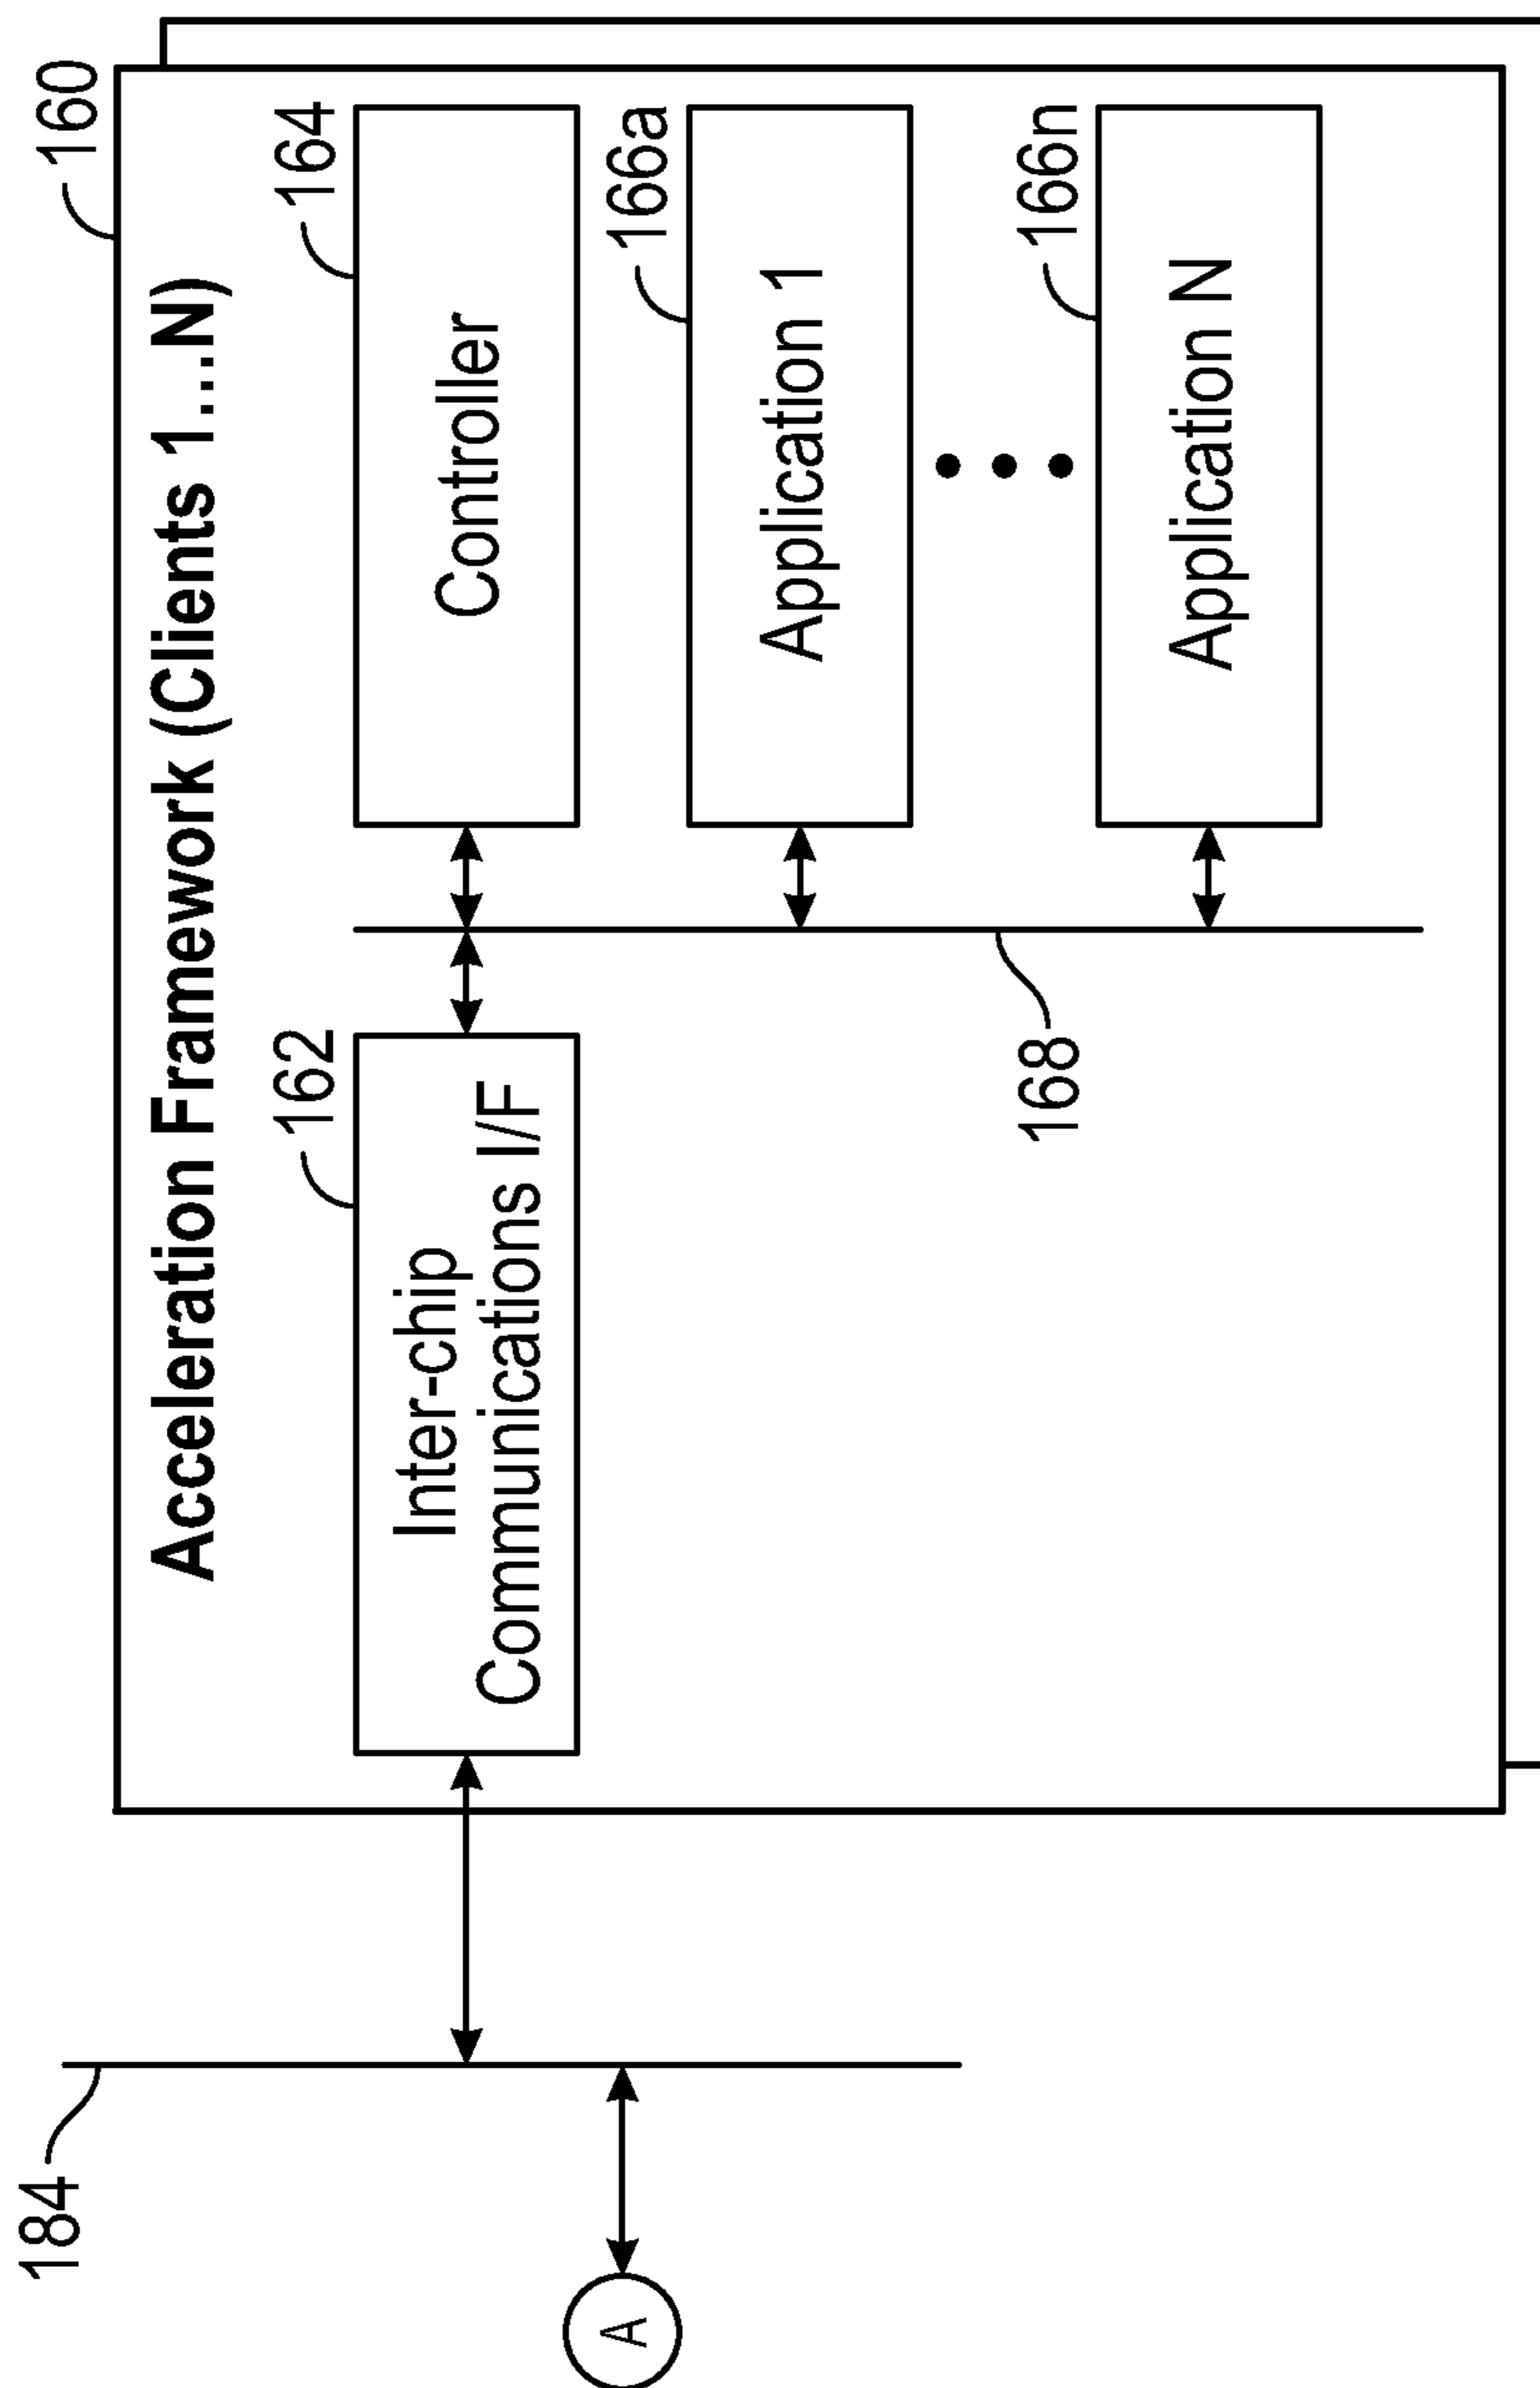 160
Acceleration Framework (Clients 1...N)
184
162
164
Inter-chip
Communications I/F
Controller
166a
Application 1
A
168
166n
Application N